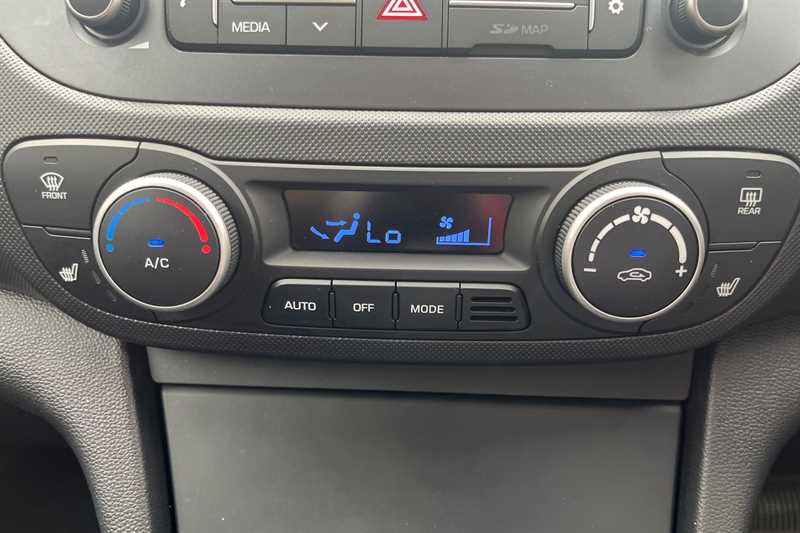 MEDIA
SD MAP
FRONT
REAR
Lo
A/C
- +
AUTO OFF MODE